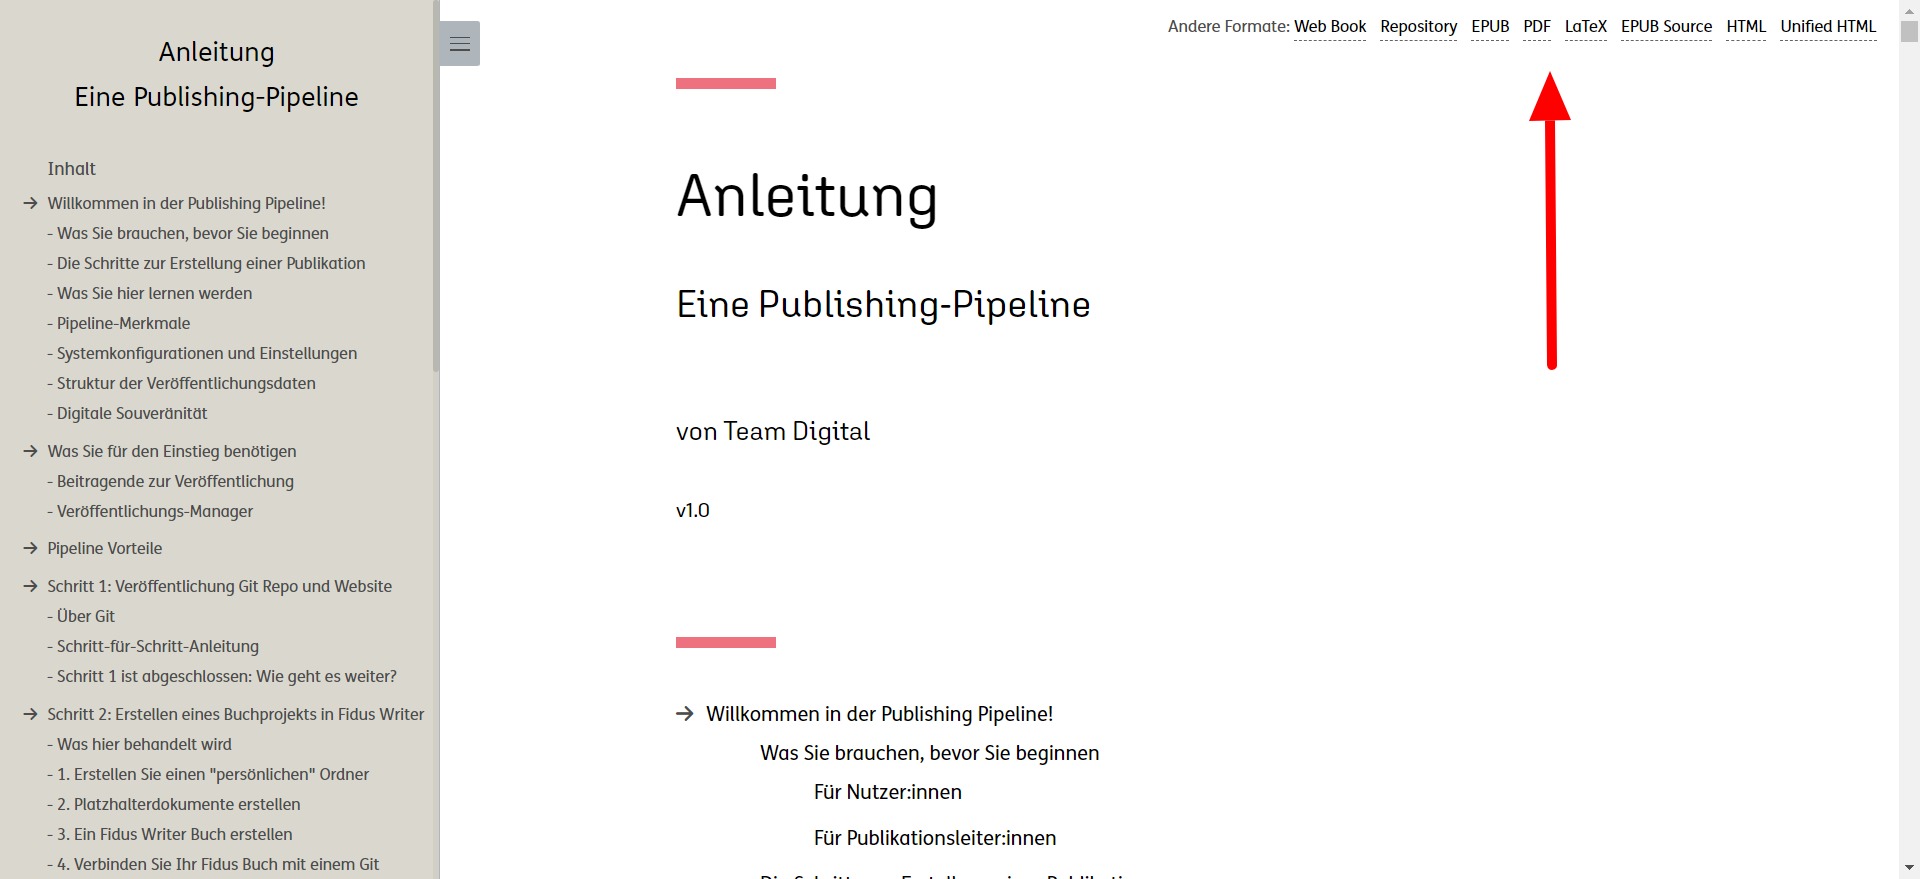 Anleitung
Eine Publishing-Pipeline
Inhalt
→ Willkommen in der Publishing Pipeline!
- Was Sie brauchen, bevor Sie beginnen
- Die Schritte zur Erstellung einer Publikation
- Was Sie hier lernen werden
- Pipeline-Merkmale
- Systemkonfigurationen und Einstellungen
- Struktur der Veröffentlichungsdaten
- Digitale Souveränität
→ Was Sie für den Einstieg benötigen
- Beitragende zur Veröffentlichung
- Veröffentlichungs-Manager
→ Pipeline Vorteile
→ Schritt 1: Veröffentlichung Git Repo und Website
- Über Git
- Schritt-für-Schritt-Anleitung
- Schritt 1 ist abgeschlossen: Wie geht es weiter?
→ Schritt 2: Erstellen eines Buchprojekts in Fidus Writer
- Was hier behandelt wird
- 1. Erstellen Sie einen "persönlichen" Ordner
- 2. Platzhalterdokumente erstellen
- 3. Ein Fidus Writer Buch erstellen
- 4. Verbinden Sie Ihr Fidus Buch mit einem Git
Andere Formate: Web Book Repository EPUB PDF LaTeX EPUB Source HTML Unified HTML
Anleitung
Eine Publishing-Pipeline
von Team Digital
v1.0
→ Willkommen in der Publishing Pipeline!
Was Sie brauchen, bevor Sie beginnen
Für Nutzer:innen
Für Publikationsleiter:innen